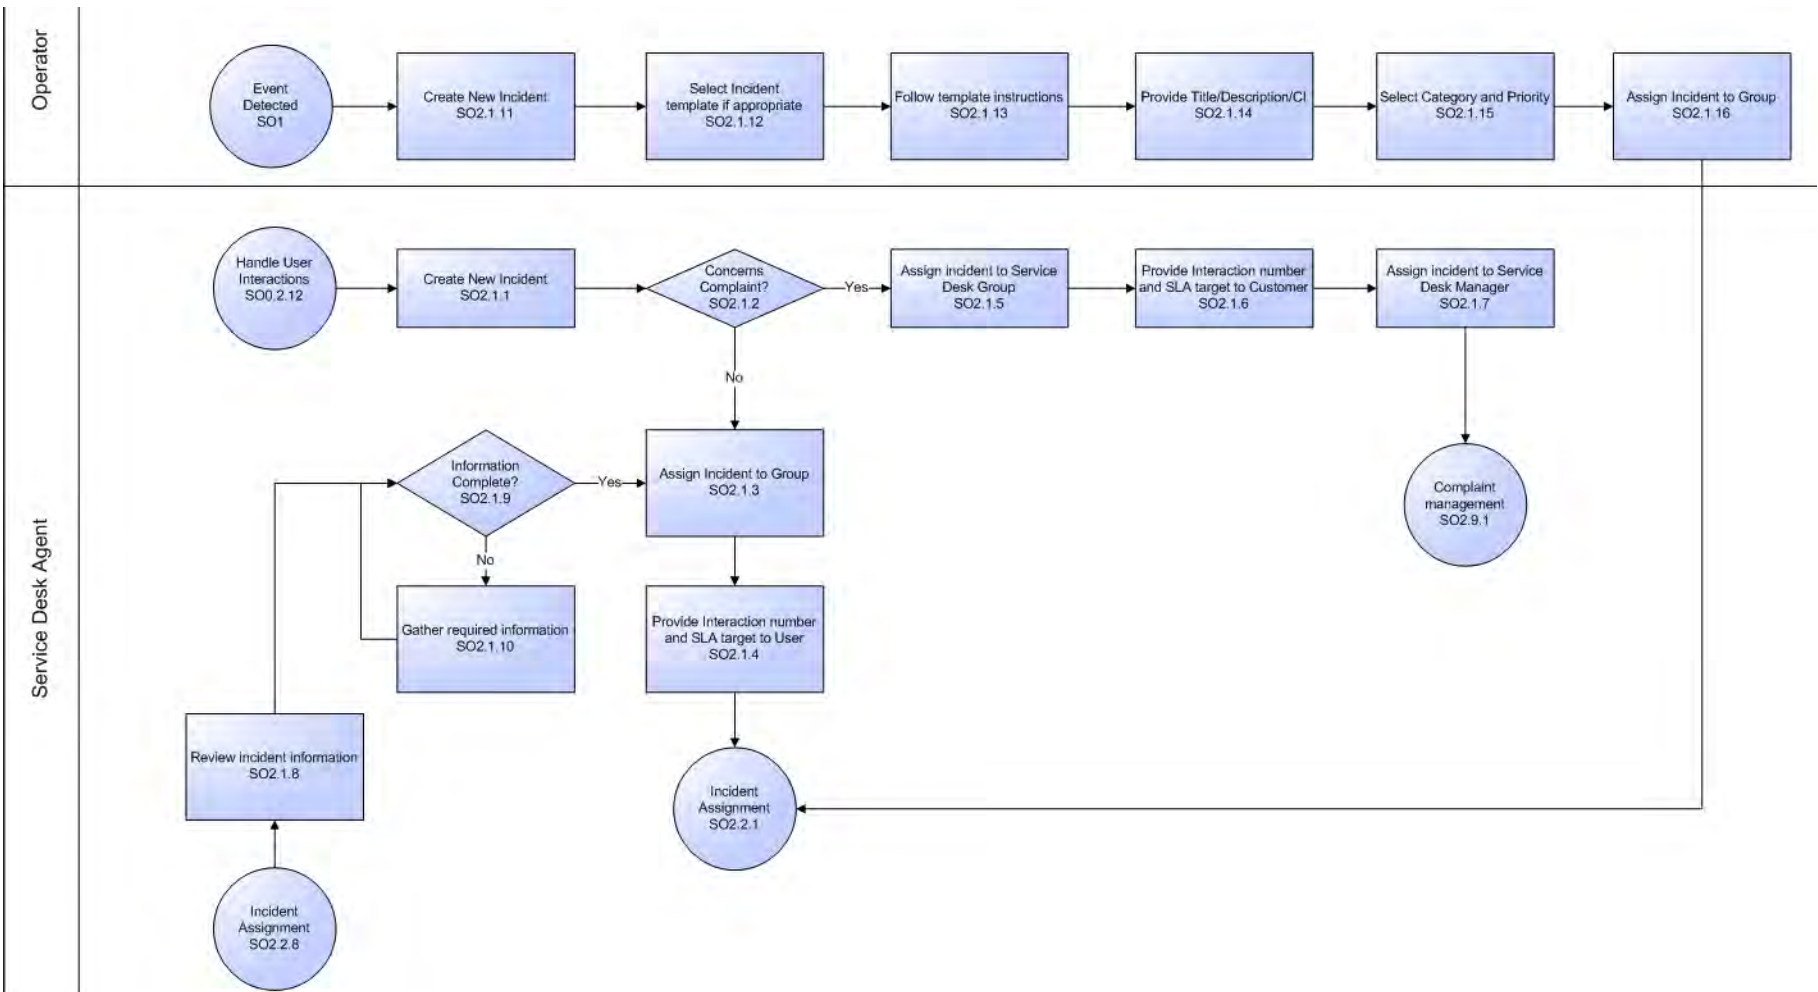 Operator
Event
Detected
SO1
Create New Incident
SO2.1.11
Select Incident
template if appropriate
SO2.1.12
Follow template instructions
SO2.1.13
Provide Title/Description/CI
SO2.1.14
Select Category and Priority
SO2.1.15
Assign Incident to Group
SO2.1.16
Service Desk Agent
Handle User
Interactions
SO0.2.12
Create New Incident
SO2.1.1
Concerns
Complaint?
SO2.1.2
Yes
Assign incident to Service
Desk Group
SO2.1.5
Provide Interaction number
and SLA target to Customer
SO2.1.6
Assign incident to Service
Desk Manager
SO2.1.7
No
Information
Complete?
SO2.1.9
Yes
Assign Incident to Group
SO2.1.3
Complaint
management
SO2.9.1
No
Gather required information
SO2.1.10
Provide Interaction number
and SLA target to User
SO2.1.4
Review incident information
SO2.1.8
Incident
Assignment
SO2.2.1
Incident
Assignment
SO2.2.8